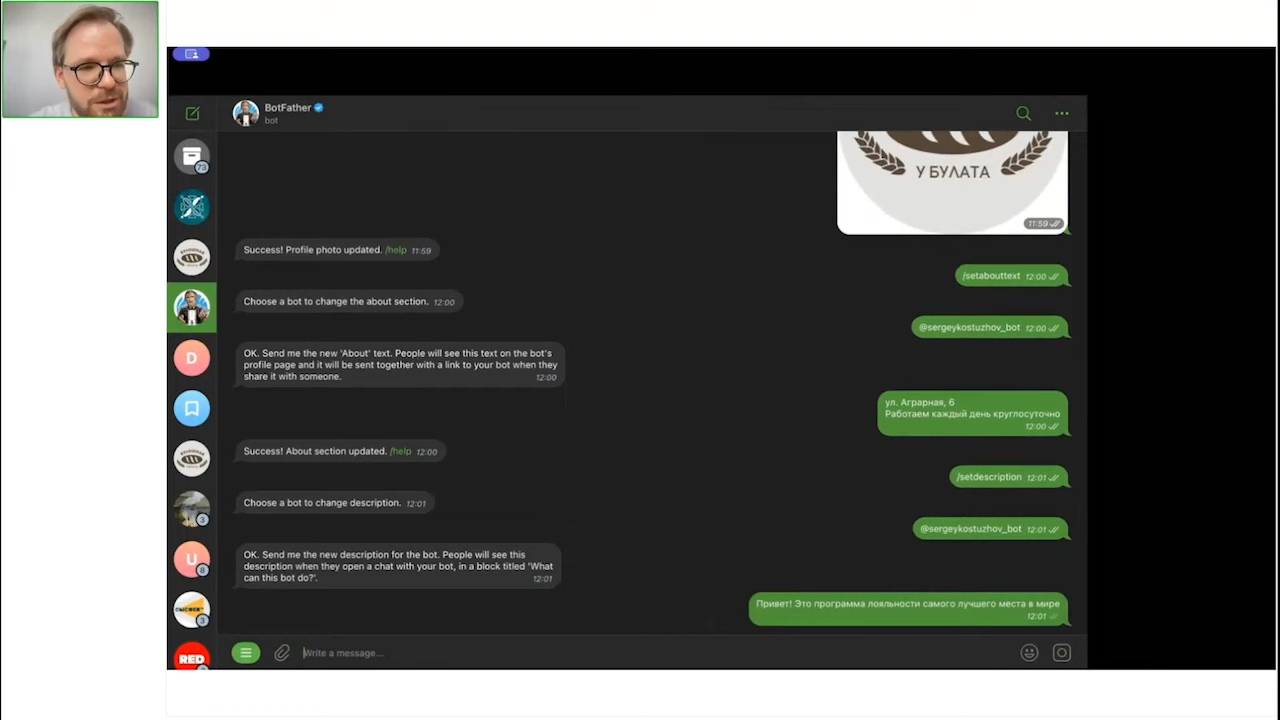 BotFather
bot
73
У БУЛАТА
11:59
Success! Profile photo updated. /help 11:59
/setabouttext 12:00
Choose a bot to change the about section. 12:00
@sergeykostuzhov_bot 12:00
OK. Send me the new 'About' text. People will see this text on the bot's
profile page and it will be sent together with a link to your bot when they
share it with someone.
12:00
D
ул. Аграрная, 6
Работаем каждый день круглосуточно
12:00
Success! About section updated. /help 12:00
/setdescription 12:01
Choose a bot to change description. 12:01
3
@sergeykostuzhov_bot 12:01
OK. Send me the new description for the bot. People will see this
description when they open a chat with your bot, in a block titled 'What
can this bot do?'.
12:01
U
8
Привет! Это программа лояльности самого лучшего места в мире
12:01
3
Write a message...
RED